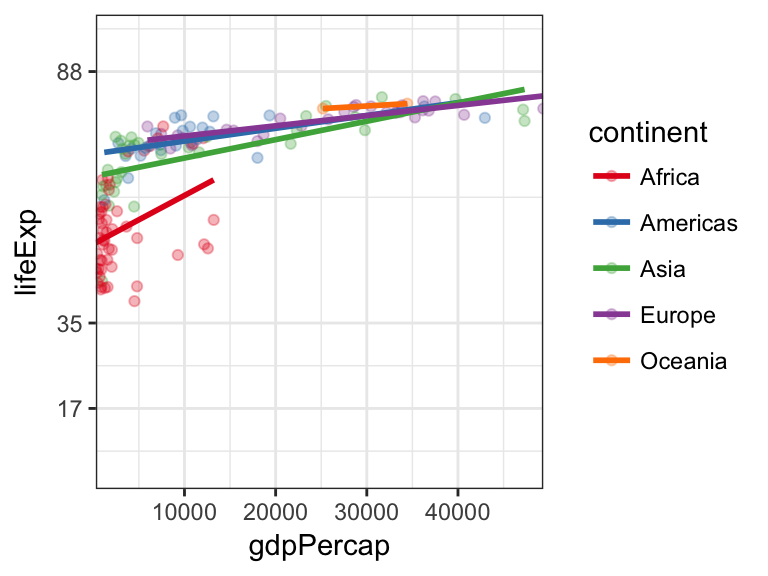 88
35
17
lifeExp
10000 20000 30000 40000
gdpPercap
continent
Africa
Americas
Asia
Europe
Oceania